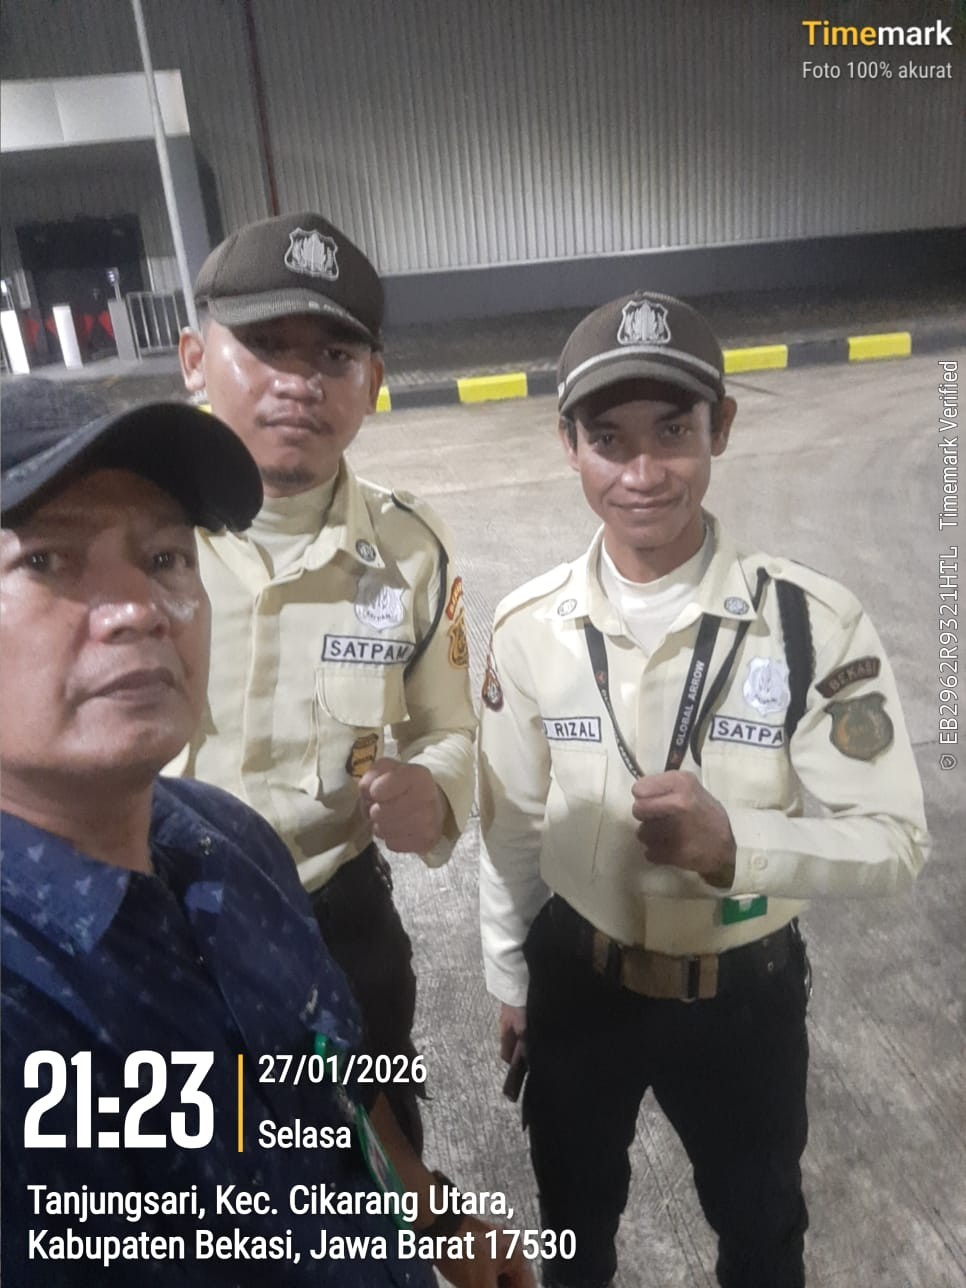 Timemark
Foto 100% akurat
SATPAM
RIZAL
GLOBAL ARROW
SATPA
BEKASI
EB2962R9321HTL Timemark Verified
21:23
27/01/2026
Selasa
Tanjungsari, Kec. Cikarang Utara,
Kabupaten Bekasi, Jawa Barat 17530